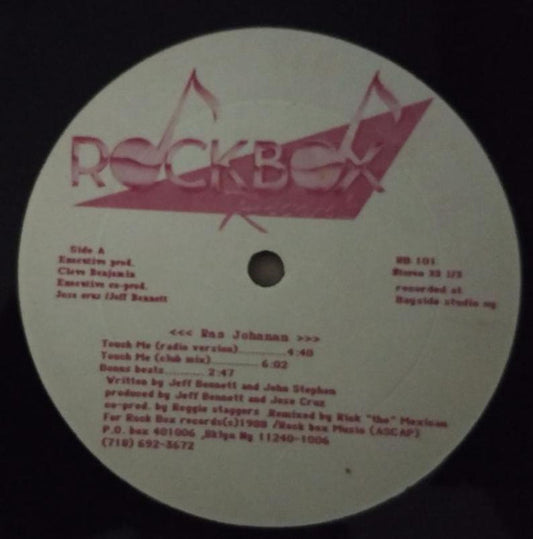 ROCKBOX
Side A
Executive prod.
Cleve Benjamin
Executive co-prod.
Jose cruz /Jeff Bennett
RB 101
Stereo 33 1/3
recorded at
Bayside studio ny
<<< Ras Johanan >>>
Touch Me (radio version)............4:48
Touch Me (club mix)............ 6:02
Bonus beats.......... 2:47
Written by Jeff Bennett and John Stephen
produced by Jeff Bennett and Jose Cruz
co-prod. by Reggie staggers .Remixed by Rick "the" Mexican
For Rock Box records(s)1988 /Rock box Music (ASCAP)
P.O. box 401006 ,Bklyn Ny 11240-1006
(718) 692-3672